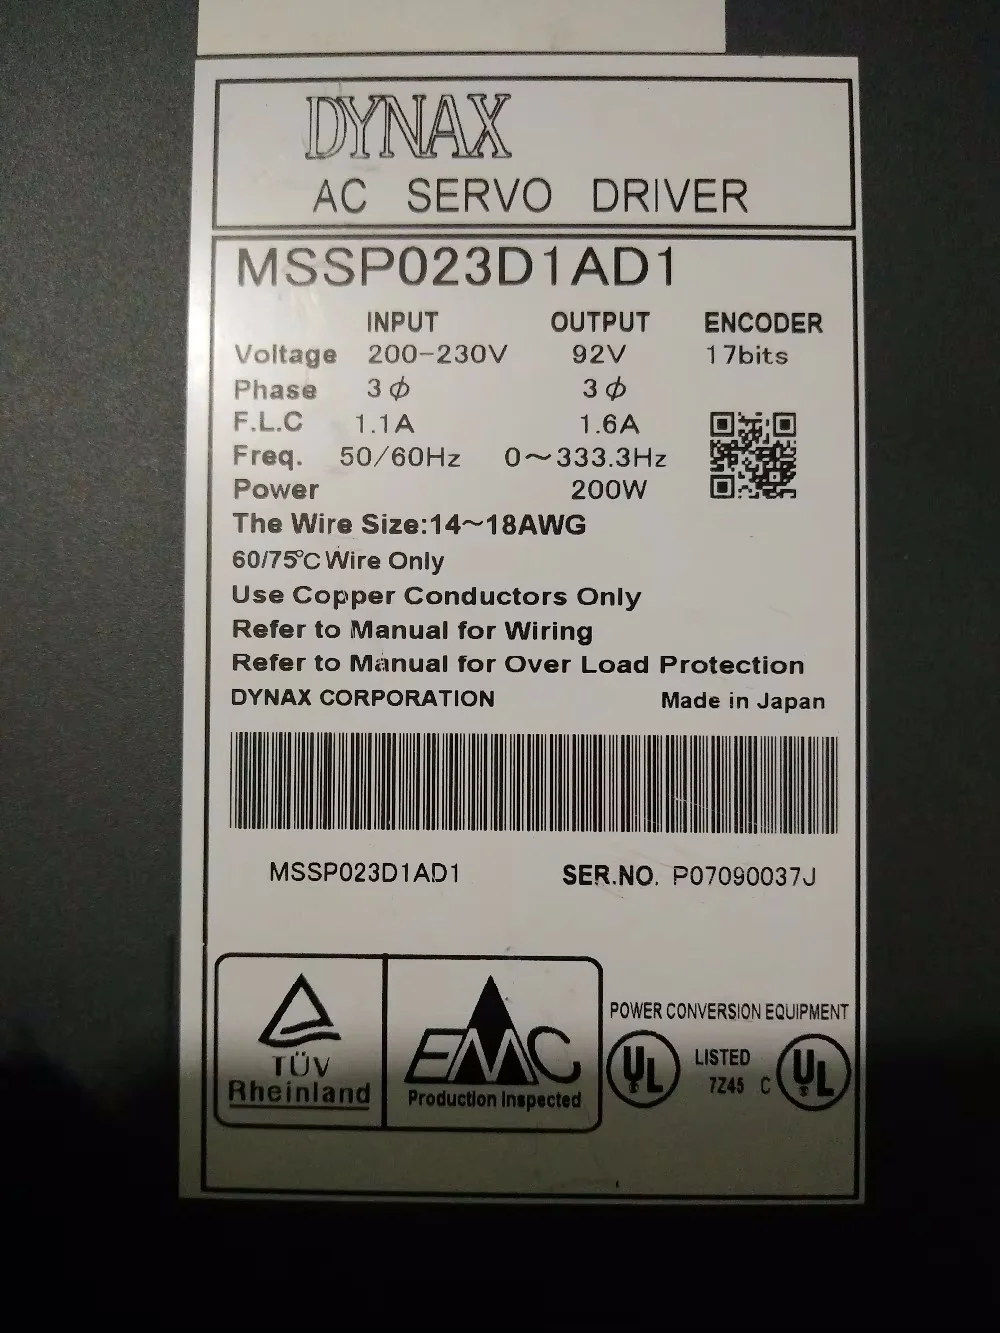 DYNAX
AC SERVO DRIVER
MSSP023D1AD1
INPUT OUTPUT ENCODER
Voltage 200-230V 92V 17bits
Phase 3ϕ 3ϕ
F.L.C 1.1A 1.6A
Freq. 50/60Hz 0～333.3Hz
Power 200W
The Wire Size:14～18AWG
60/75℃ Wire Only
Use Copper Conductors Only
Refer to Manual for Wiring
Refer to Manual for Over Load Protection
DYNAX CORPORATION Made in Japan
MSSP023D1AD1 SER.NO. P07090037J
TÜV
Rheinland
EMC
Production Inspected
POWER CONVERSION EQUIPMENT
UL LISTED C UL
7Z45